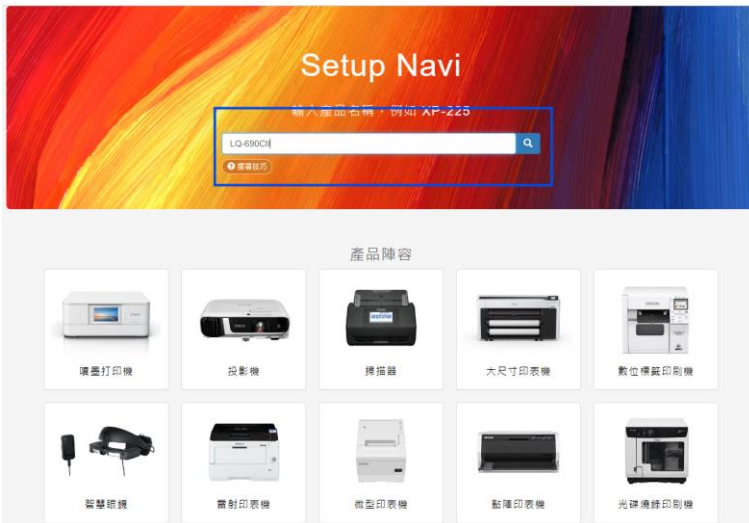 Setup Navi
輸入產品名稱，例如 XP-225
LQ-690CII
搜尋技巧
產品陣容
噴墨打印機
投影機
掃描器
大尺寸印表機
數位標籤印刷機
智慧眼鏡
雷射印表機
微型印表機
點陣印表機
光碟燒錄印刷機